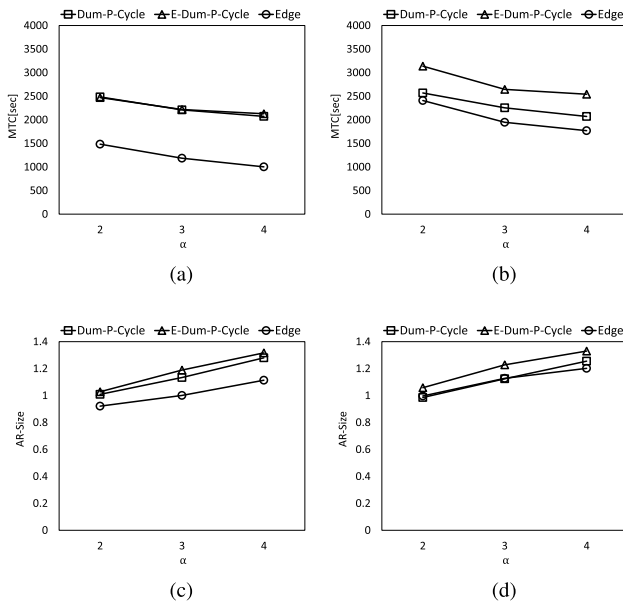 Dum-P-Cycle E-Dum-P-Cycle Edge
4000
3500
3000
2500
2000
1500
1000
500
0
MTC[sec]
2 3 4
α
(a)
Dum-P-Cycle E-Dum-P-Cycle Edge
4000
3500
3000
2500
2000
1500
1000
500
0
MTC[sec]
2 3 4
α
(b)
Dum-P-Cycle E-Dum-P-Cycle Edge
1.4
1.2
1
0.8
0.6
0.4
0.2
0
AR-Size
2 3 4
α
(c)
Dum-P-Cycle E-Dum-P-Cycle Edge
1.4
1.2
1
0.8
0.6
0.4
0.2
0
AR-Size
2 3 4
α
(d)